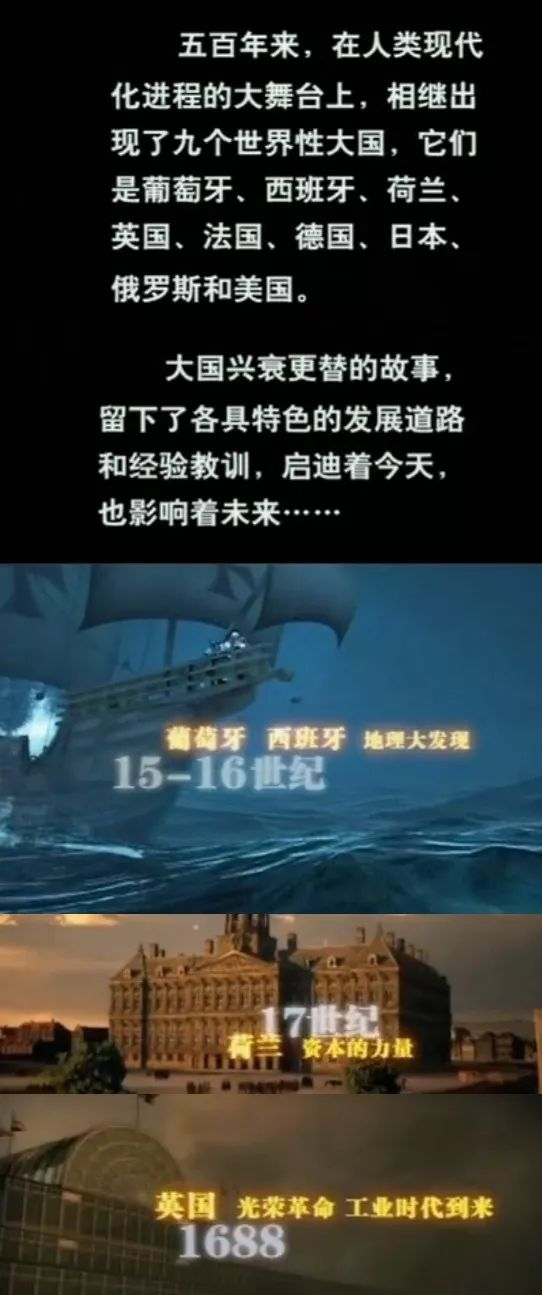 五百年来，在人类现代
化进程的大舞台上，相继出
现了九个世界性大国，它们
是葡萄牙、西班牙、荷兰、
英国、法国、德国、日本、
俄罗斯和美国。
大国兴衰更替的故事，
留下了各具特色的发展道路
和经验教训，启迪着今天，
也影响着未来……
葡萄牙 西班牙 地理大发现
15-16世纪
17世纪
荷兰 资本的力量
英国 光荣革命 工业时代到来
1688